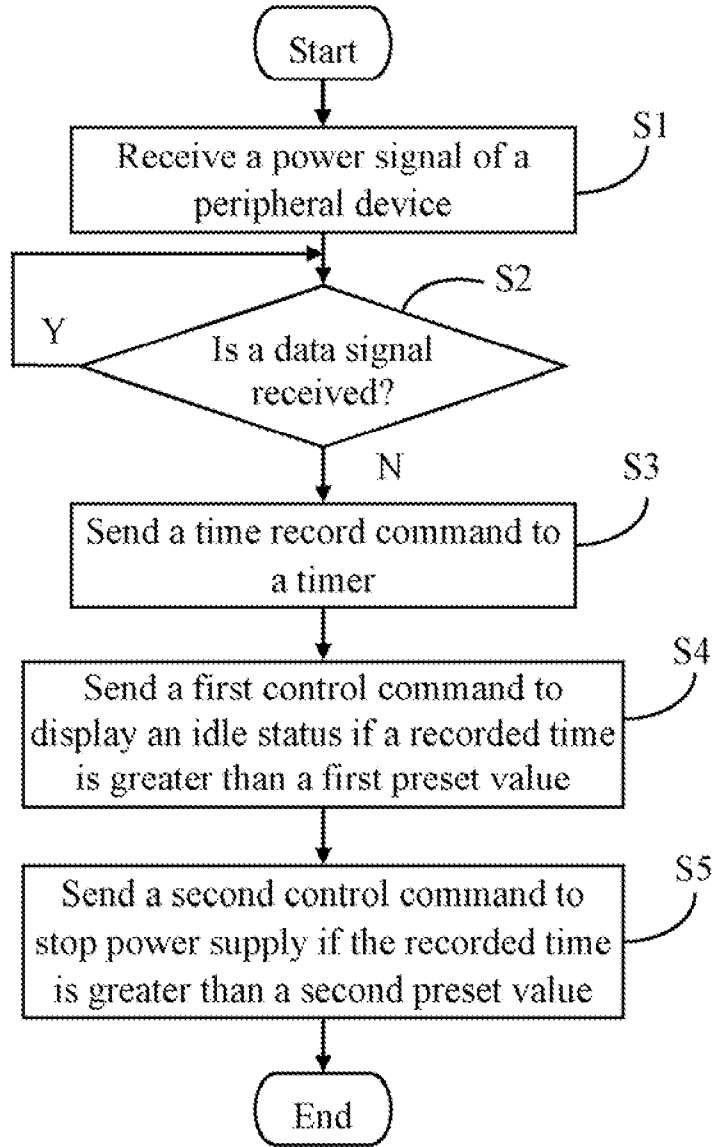 Start
S1
Receive a power signal of a
peripheral device
S2
Y
Is a data signal
received?
N
S3
Send a time record command to
a timer
S4
Send a first control command to
display an idle status if a recorded time
is greater than a first preset value
S5
Send a second control command to
stop power supply if the recorded time
is greater than a second preset value
End